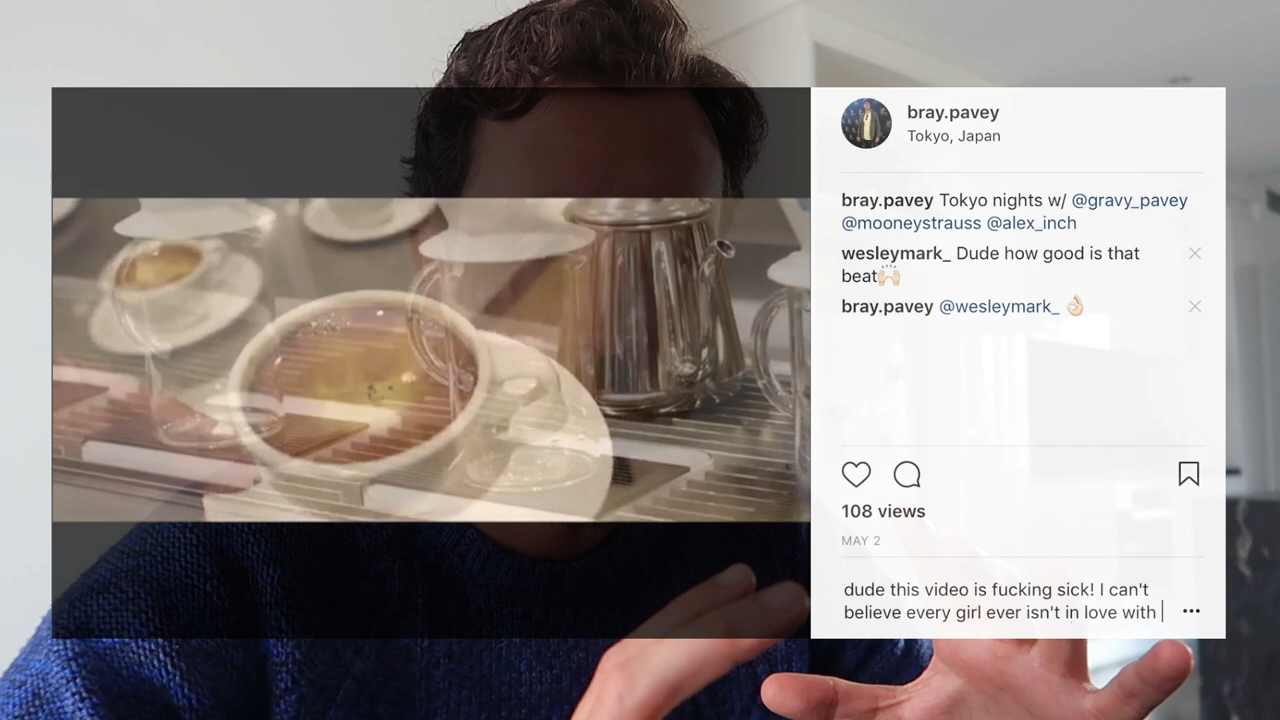 bray.pavey
Tokyo, Japan
bray.pavey Tokyo nights w/ @gravy_pavey
@mooneystrauss @alex_inch
wesleymark_ Dude how good is that
beat🙌🏻
bray.pavey @wesleymark_ 👌🏻
108 views
MAY 2
dude this video is fucking sick! I can't
believe every girl ever isn't in love with